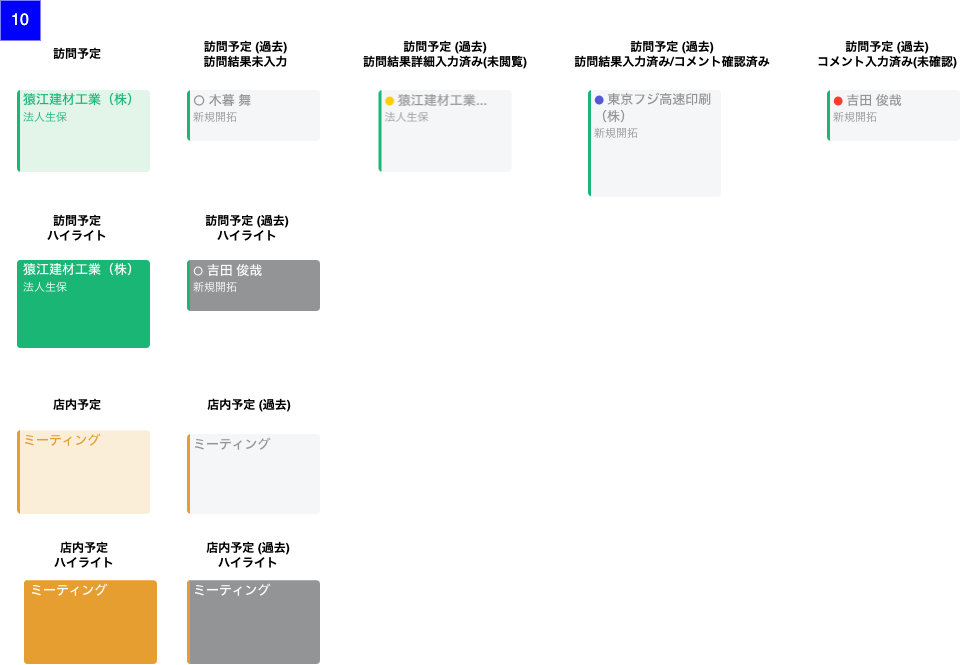 10
訪問予定
訪問予定 (過去)
訪問結果未入力
訪問予定 (過去)
訪問結果詳細入力済み(未閲覧)
訪問予定 (過去)
訪問結果入力済み/コメント確認済み
訪問予定 (過去)
コメント入力済み(未確認)
猿江建材工業（株）
法人生保
木暮 舞
新規開拓
猿江建材工業...
法人生保
東京フジ高速印刷
（株）
新規開拓
吉田 俊哉
新規開拓
訪問予定
ハイライト
訪問予定 (過去)
ハイライト
猿江建材工業（株）
法人生保
吉田 俊哉
新規開拓
店内予定
店内予定 (過去)
ミーティング
ミーティング
店内予定
ハイライト
店内予定 (過去)
ハイライト
ミーティング
ミーティング